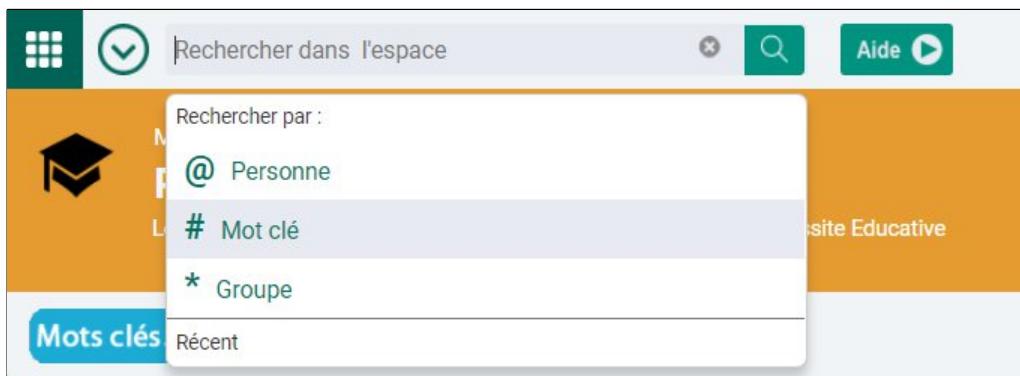 Rechercher dans l'espace
Aide
Rechercher par :
@ Personne
# Mot clé
ssite Educative
* Groupe
Mots clés
Récent